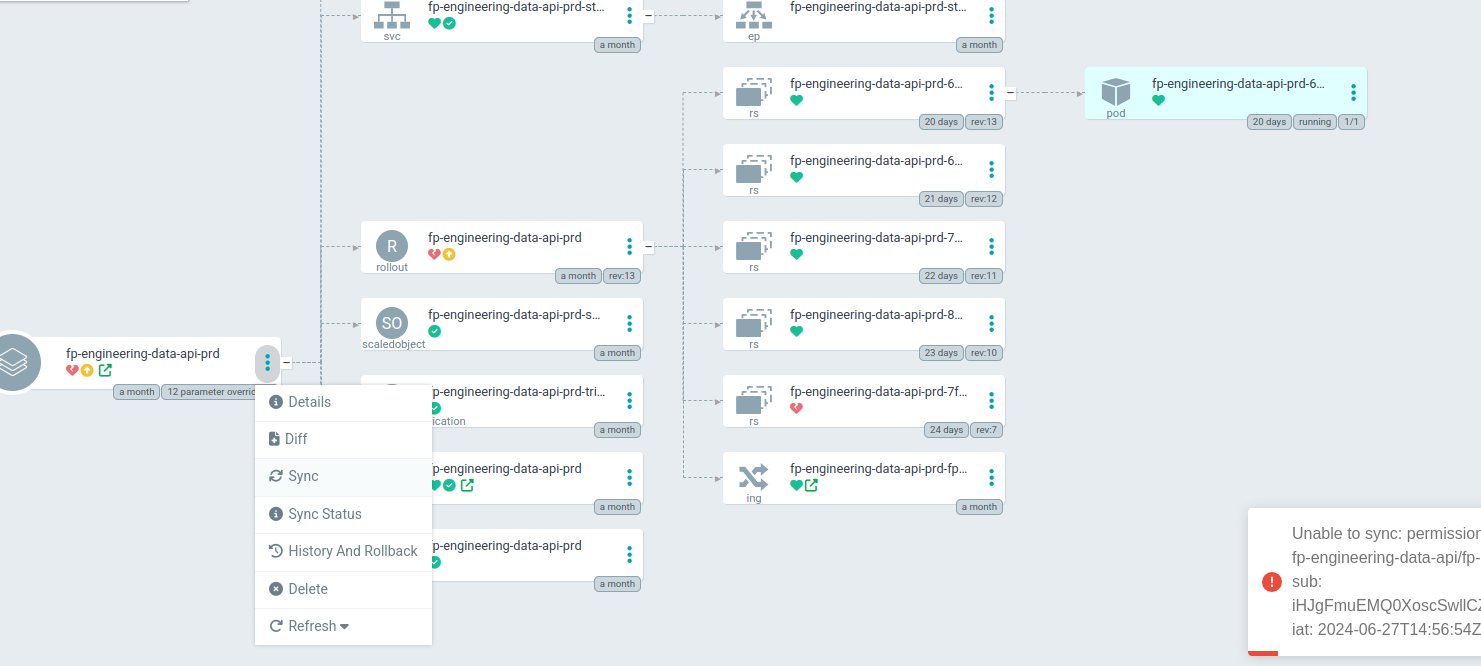 fp-engineering-data-api-prd-st...
svc
a month
fp-engineering-data-api-prd-st...
ep
a month
fp-engineering-data-api-prd-6...
rs
20 days
rev:13
fp-engineering-data-api-prd-6...
pod
20 days
running
1/1
fp-engineering-data-api-prd-6...
rs
21 days
rev:12
fp-engineering-data-api-prd
R
rollout
a month
rev:13
fp-engineering-data-api-prd-7...
rs
22 days
rev:11
fp-engineering-data-api-prd-s...
SO
scaledobject
a month
fp-engineering-data-api-prd-8...
rs
23 days
rev:10
fp-engineering-data-api-prd
a month
12 parameter overrid
Details
Diff
Sync
Sync Status
History And Rollback
Delete
Refresh
fp-engineering-data-api-prd-tri...
ication
a month
fp-engineering-data-api-prd-7f...
rs
24 days
rev:7
fp-engineering-data-api-prd
a month
fp-engineering-data-api-prd-fp...
ing
a month
fp-engineering-data-api-prd
a month
Unable to sync: permission
fp-engineering-data-api/fp-
sub:
iat: 2024-06-27T14:56:54Z